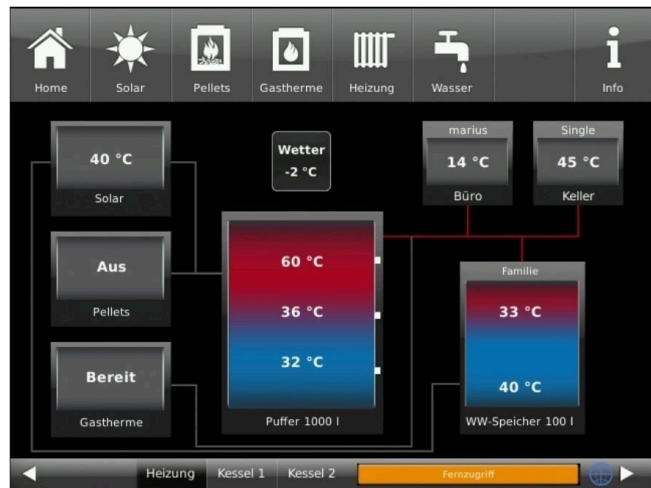 Home Solar Pellets Gastherme Heizung Wasser Info
40 °C
Solar
Wetter
-2 °C
marius
14 °C
Büro
Single
45 °C
Keller
Aus
Pellets
60 °C
36 °C
32 °C
Puffer 1000 l
Familie
33 °C
40 °C
WW-Speicher 100 l
Bereit
Gastherme
Heizung Kessel 1 Kessel 2 Fernzugriff